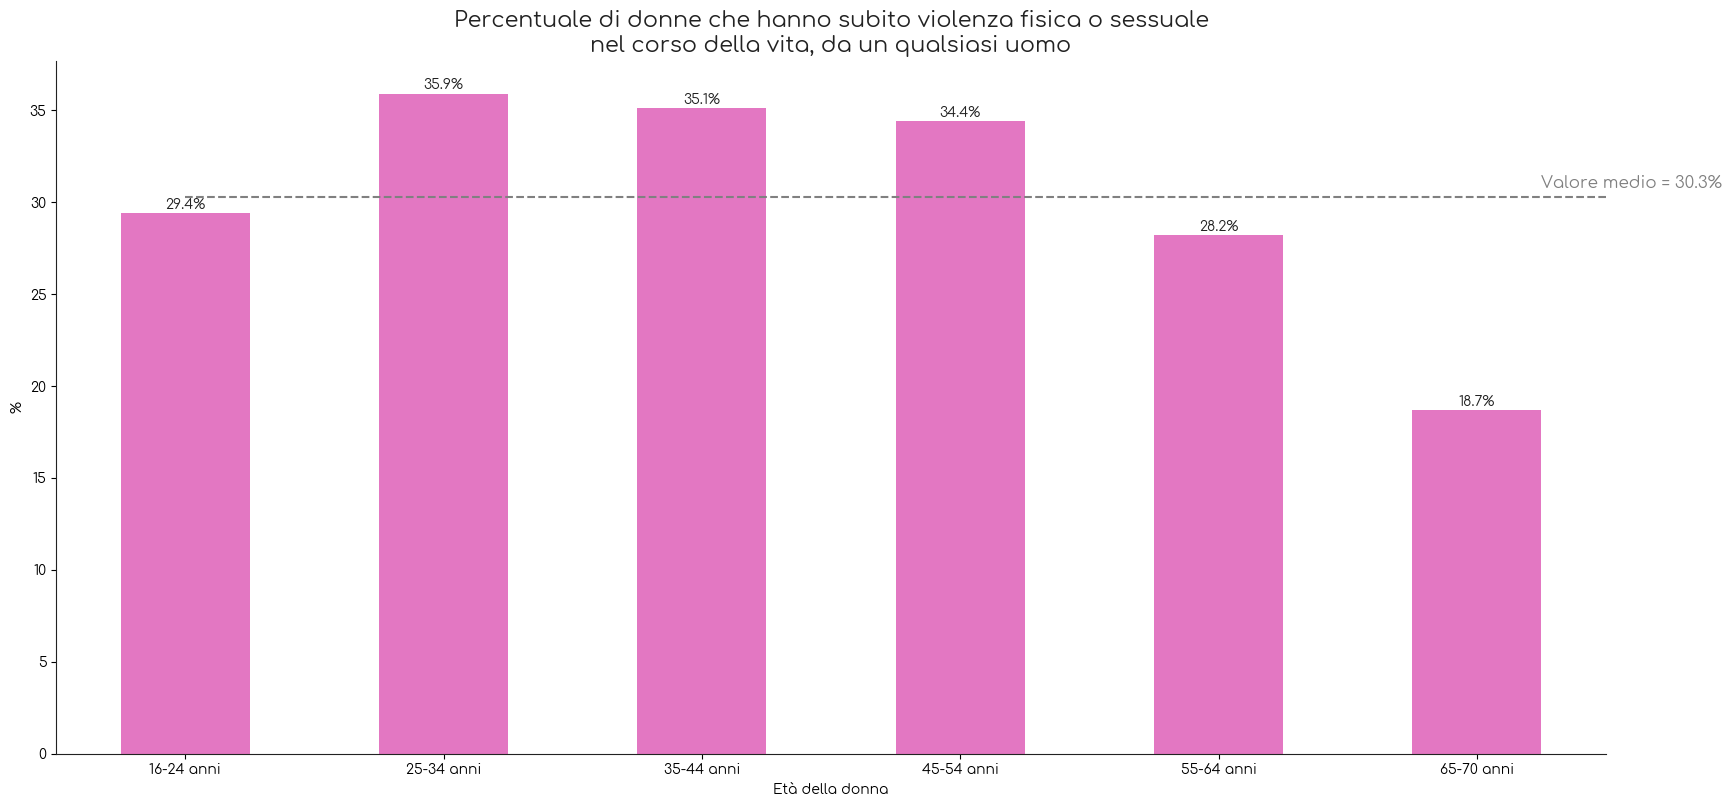 Percentuale di donne che hanno subito violenza fisica o sessuale
nel corso della vita, da un qualsiasi uomo
35.9%
35.1%
34.4%
35
Valore medio = 30.3%
30
29.4%
28.2%
25
20
%
18.7%
15
10
5
0
16-24 anni
25-34 anni
35-44 anni
45-54 anni
55-64 anni
65-70 anni
Età della donna